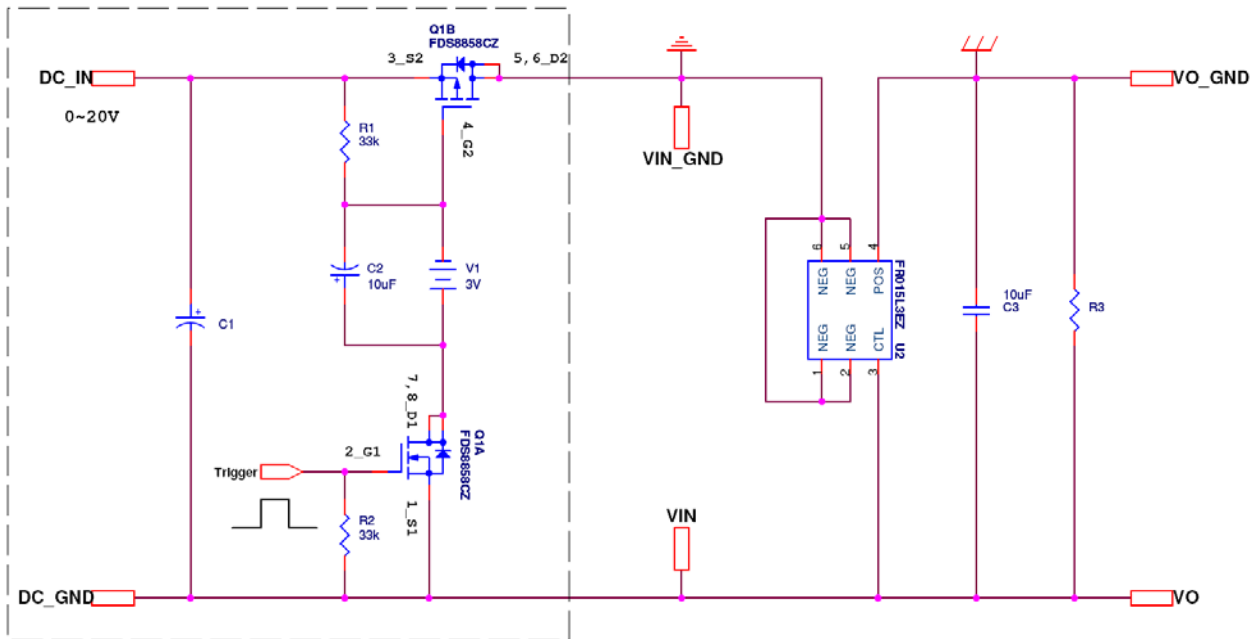 Q1B
FDS8858CZ
3_S2
5,6_D2
DC_IN
0~20V
R1
33k
4_G2
VIN_GND
VO_GND
C2
10uF
V1
3V
C1
6
5
4
NEG
NEG
POS
NEG
NEG
CTL
1
2
3
FR015L3EZ
U2
10uF
C3
R3
7,8_D1
2_G1
Q1A
FDS8858CZ
Trigger
1_S1
R2
33k
VIN
DC_GND
VO